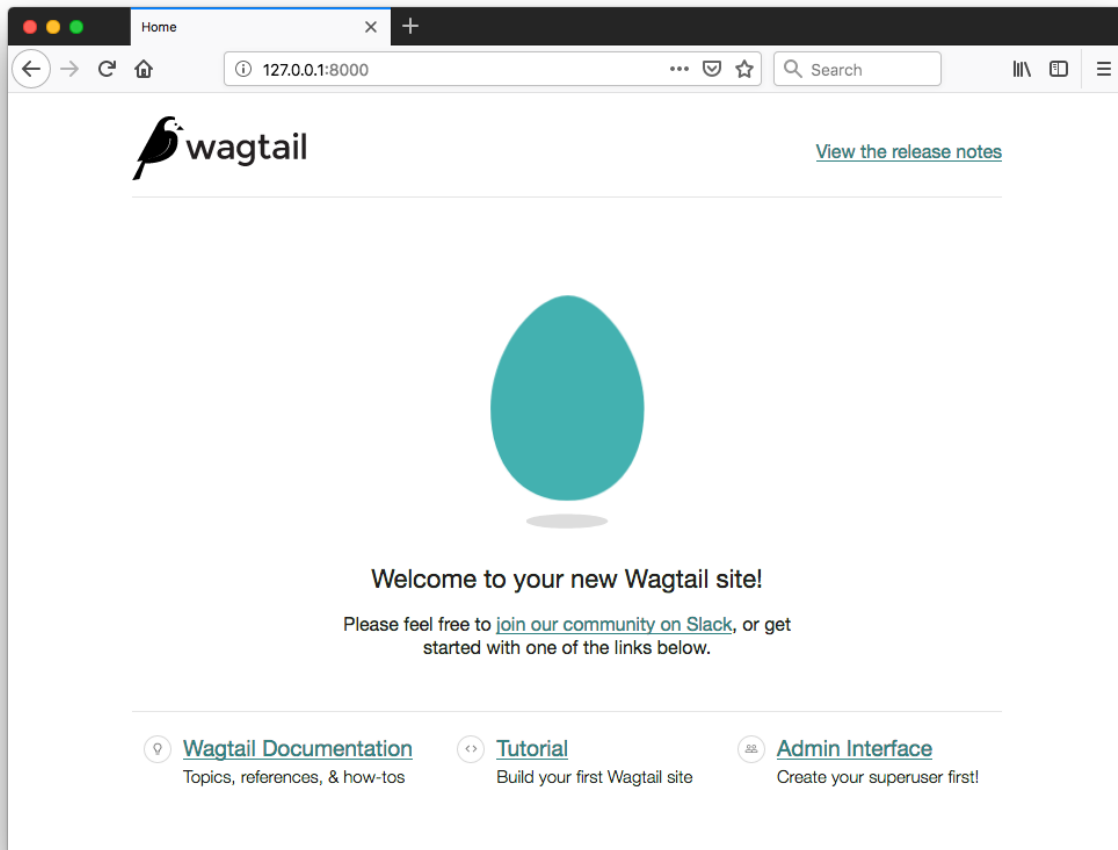 Home
127.0.0.1:8000
Search
wagtail
View the release notes
Welcome to your new Wagtail site!
Please feel free to join our community on Slack, or get
started with one of the links below.
Wagtail Documentation
Topics, references, & how-tos
Tutorial
Build your first Wagtail site
Admin Interface
Create your superuser first!